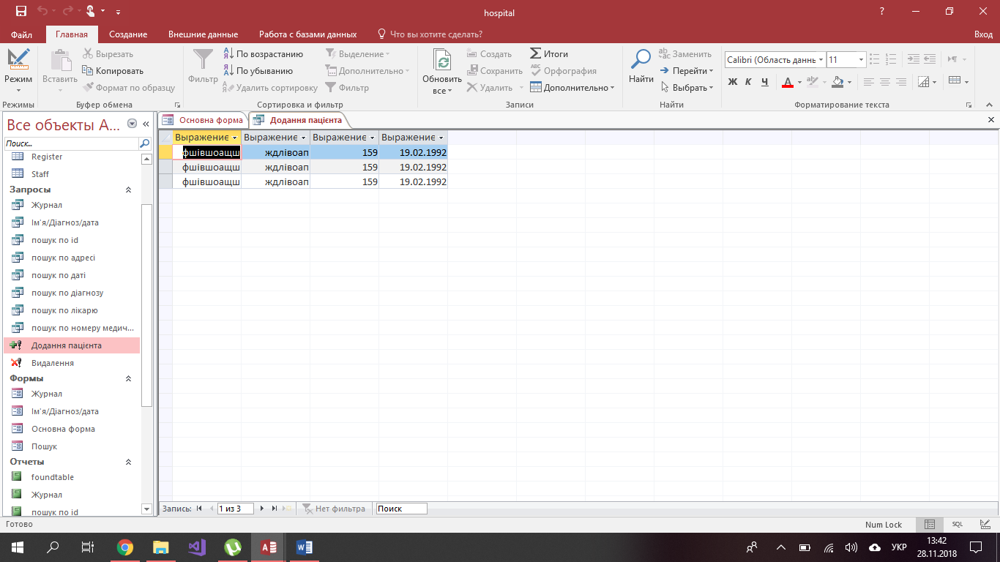 hospital
Файл Главная Создание Внешние данные Работа с базами данных Что вы хотите сделать? Вход
Режим
Режимы
Вставить
Вырезать
Копировать
Формат по образцу
Буфер обмена
Фильтр
По возрастанию
По убыванию
Удалить сортировку
Выделение
Дополнительно
Фильтр
Сортировка и фильтр
Обновить
все
Создать
Сохранить
Удалить
Итоги
Орфография
Дополнительно
Записи
Найти
Заменить
Перейти
Выбрать
Найти
Calibri (Область даннь 11
Ж К Ч А
Форматирование текста
Все объекты A...
Поиск...
Register
Staff
Запросы
Журнал
Ім'я/Діагноз/дата
пошук по id
пошук по адресі
пошук по даті
пошук по діагнозу
пошук по лікарю
пошук по номеру медич...
Додання пацієнта
Видалення
Формы
Журнал
Ім'я/Діагноз/дата
Основна форма
Пошук
Отчеты
foundtable
Журнал
пошук по id
Основна форма Додання пацієнта
Выражение Выражение Выражение Выражение
фшівшоащш ждлівоап 159 19.02.1992
фшівшоащш ждлівоап 159 19.02.1992
фшівшоащш ждлівоап 159 19.02.1992
Запись: 1 из 3 Нет фильтра Поиск
Готово Num Lock SQL
УКР 13:42
28.11.2018